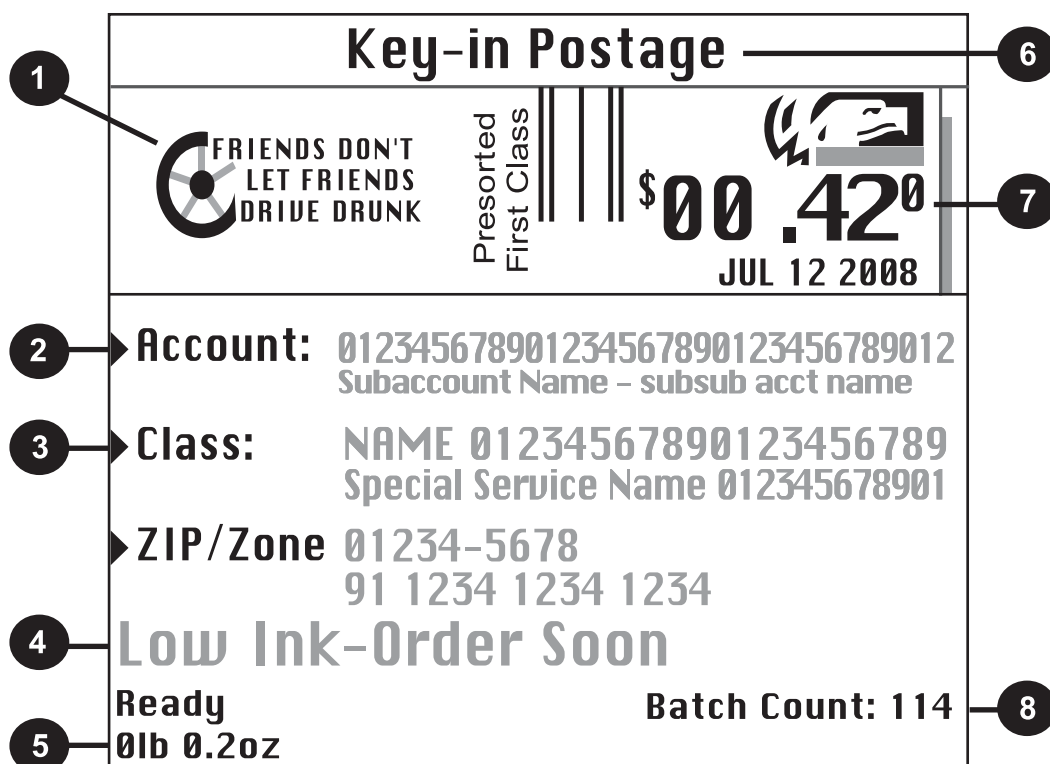 Key-in Postage
6
1
FRIENDS DON'T
LET FRIENDS
DRIVE DRUNK
Presorted
First Class
$00.420
7
JUL 12 2008
2
Account: 012345678901234567890123456789012
Subaccount Name - subsub acct name
3
Class: NAME 01234567890123456789
Special Service Name 012345678901
ZIP/Zone 01234-5678
91 1234 1234 1234
4
Low Ink-Order Soon
Ready
Batch Count: 114
8
5
0lb 0.2oz